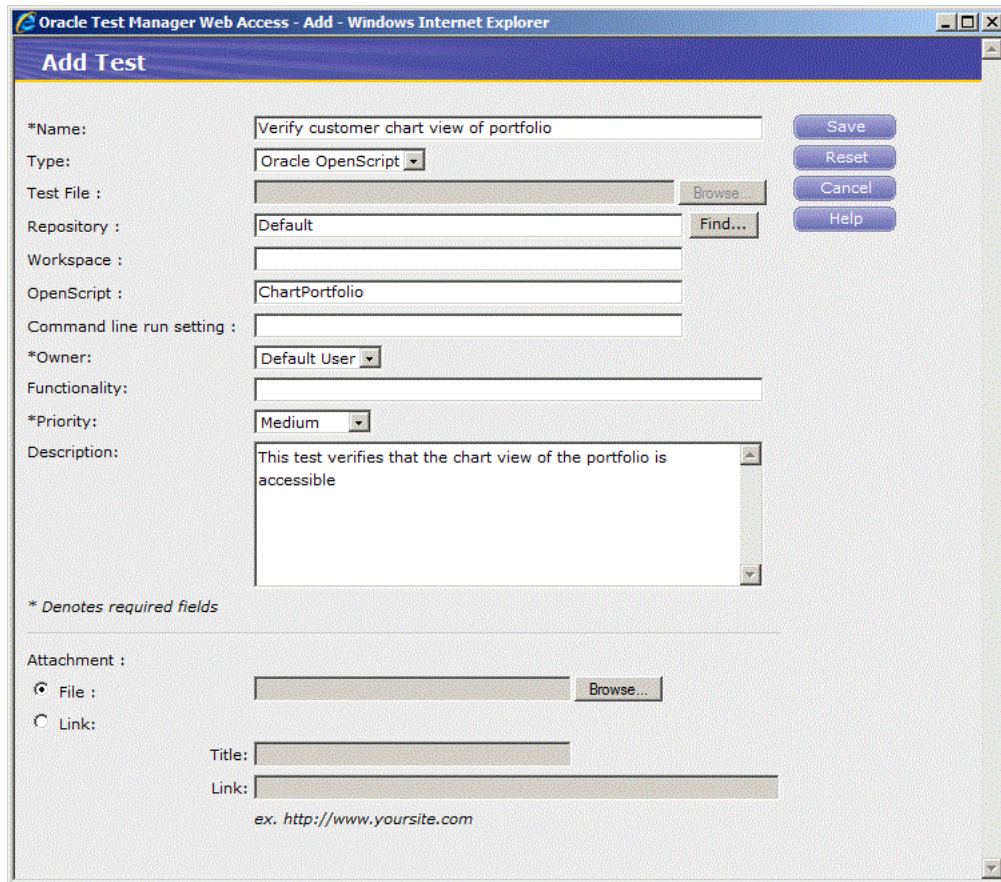 Oracle Test Manager Web Access - Add - Windows Internet Explorer
Add Test
*Name: Verify customer chart view of portfolio Save
Type: Oracle OpenScript Reset
Test File : Browse... Cancel
Repository : Default Find... Help
Workspace :
OpenScript : ChartPortfolio
Command line run setting :
*Owner: Default User
Functionality:
*Priority: Medium
Description: This test verifies that the chart view of the portfolio is
accessible
* Denotes required fields
Attachment :
File : Browse...
Link:
Title:
Link:
ex. http://www.yoursite.com